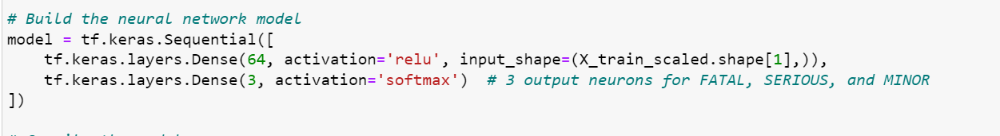 # Build the neural network model
model = tf.keras.Sequential([
    tf.keras.layers.Dense(64, activation='relu', input_shape=(X_train_scaled.shape[1],)),
    tf.keras.layers.Dense(3, activation='softmax')  # 3 output neurons for FATAL, SERIOUS, and MINOR
])